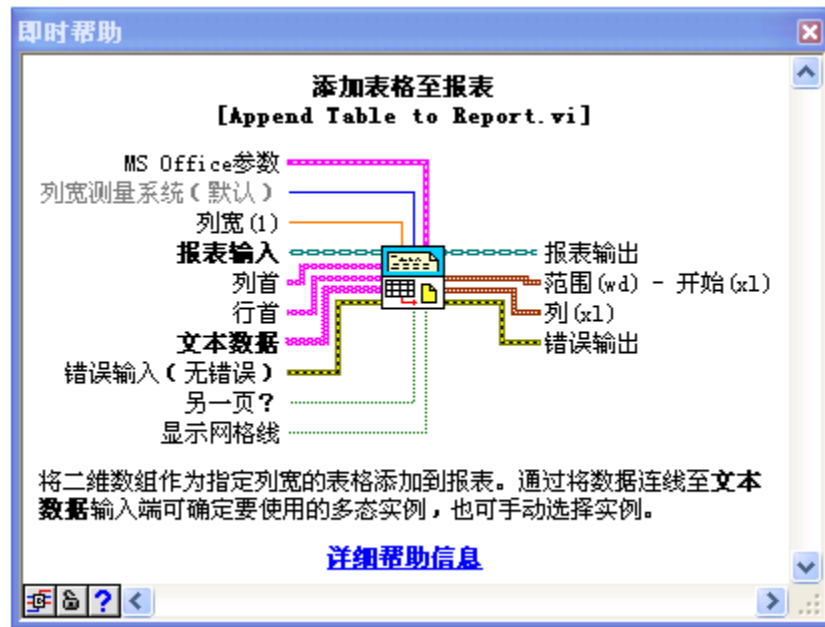 即时帮助
添加表格至报表
[Append Table to Report.vi]
MS Office参数
列宽测量系统(默认)
列宽(1)
报表输入
列首
行首
文本数据
错误输入(无错误)
另一页?
显示网格线
报表输出
范围(wd) - 开始(xl)
列(xl)
错误输出
将二维数组作为指定列宽的表格添加到报表。通过将数据连线至文本
数据输入端可确定要使用的多态实例,也可手动选择实例。
详细帮助信息
?